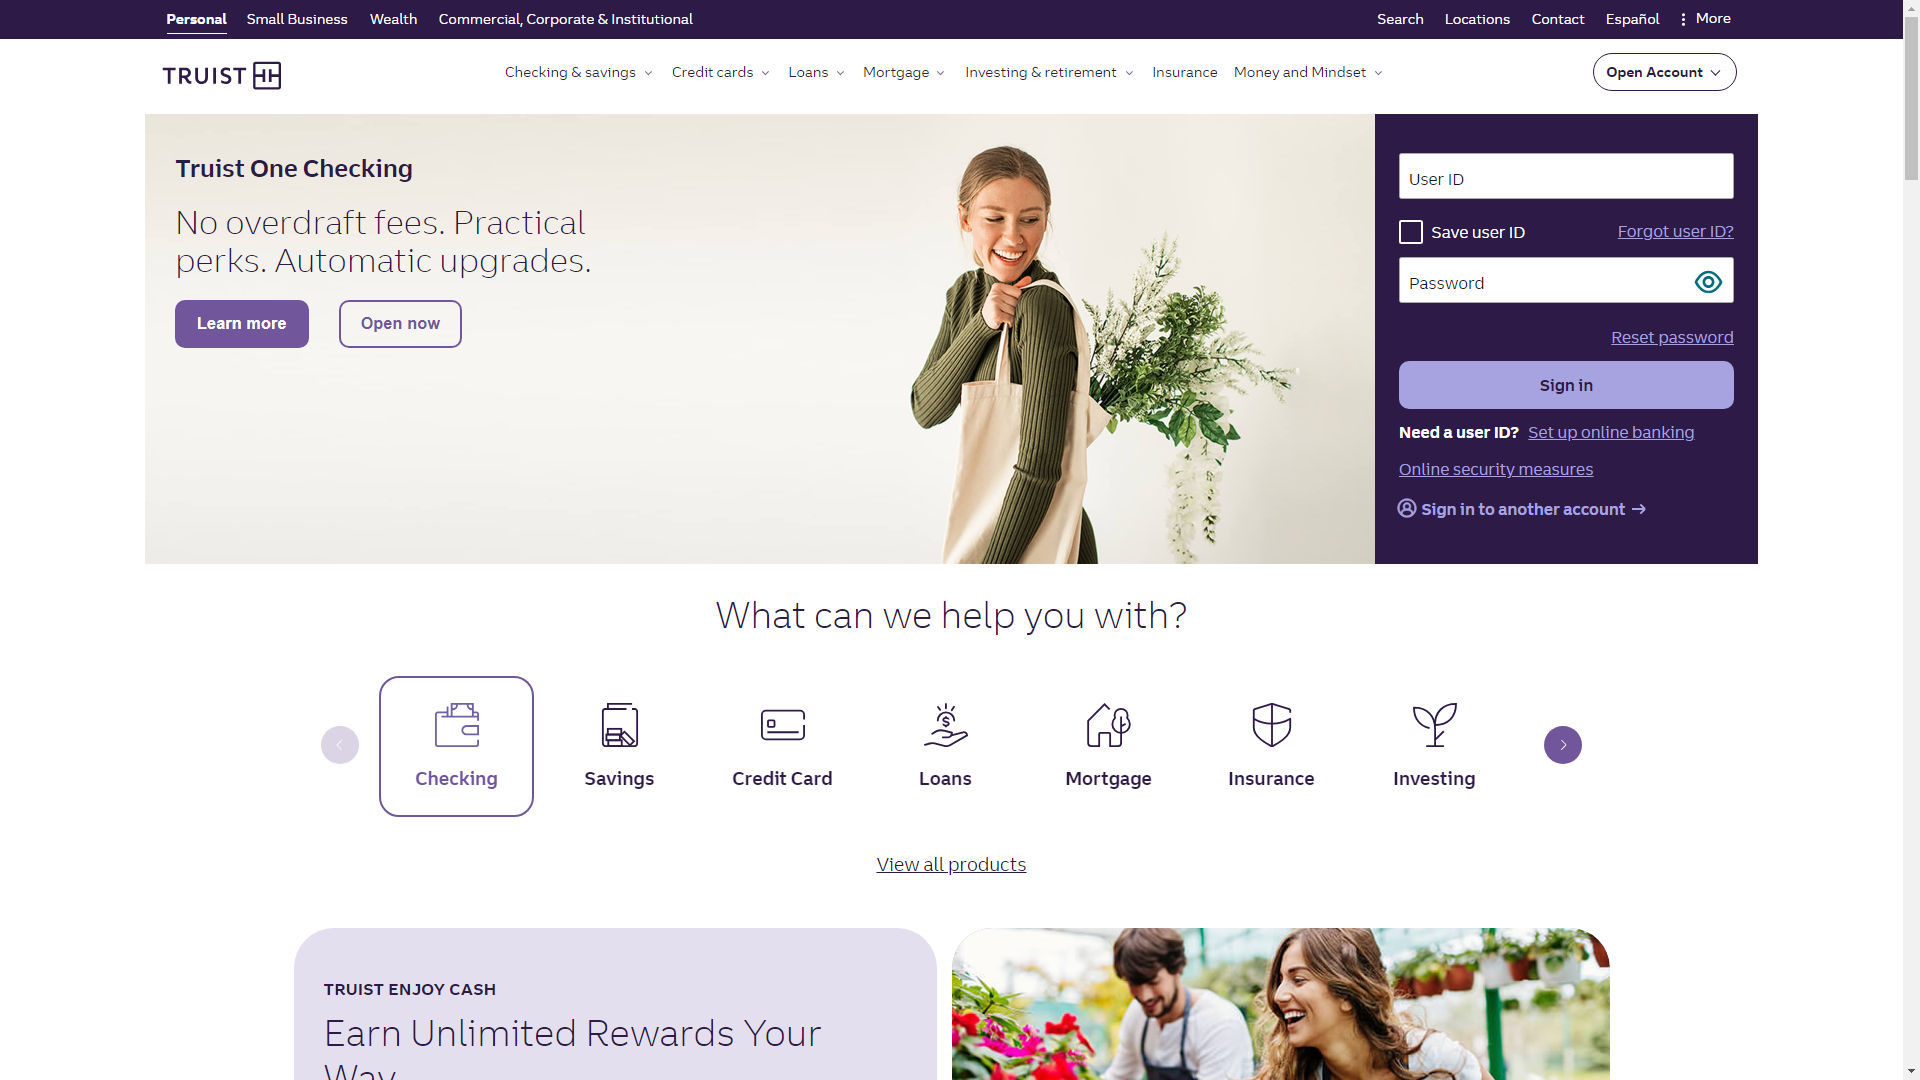 Personal Small Business Wealth Commercial, Corporate & Institutional Search Locations Contact Español More
TRUIST Checking & savings Credit cards Loans Mortgage Investing & retirement Insurance Money and Mindset Open Account
Truist One Checking
No overdraft fees. Practical
perks. Automatic upgrades.
Learn more Open now
User ID
Save user ID Forgot user ID?
Password
Reset password
Sign in
Need a user ID? Set up online banking
Online security measures
Sign in to another account
What can we help you with?
Checking Savings Credit Card Loans Mortgage Insurance Investing
View all products
TRUIST ENJOY CASH
Earn Unlimited Rewards Your
Way